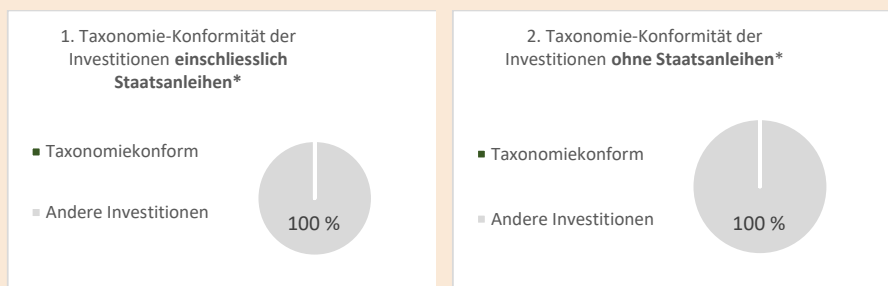 1. Taxonomie-Konformität der
Investitionen einschliesslich
Staatsanleihen*
Taxonomiekonform
Andere Investitionen
100 %
2. Taxonomie-Konformität der
Investitionen ohne Staatsanleihen*
Taxonomiekonform
Andere Investitionen
100 %